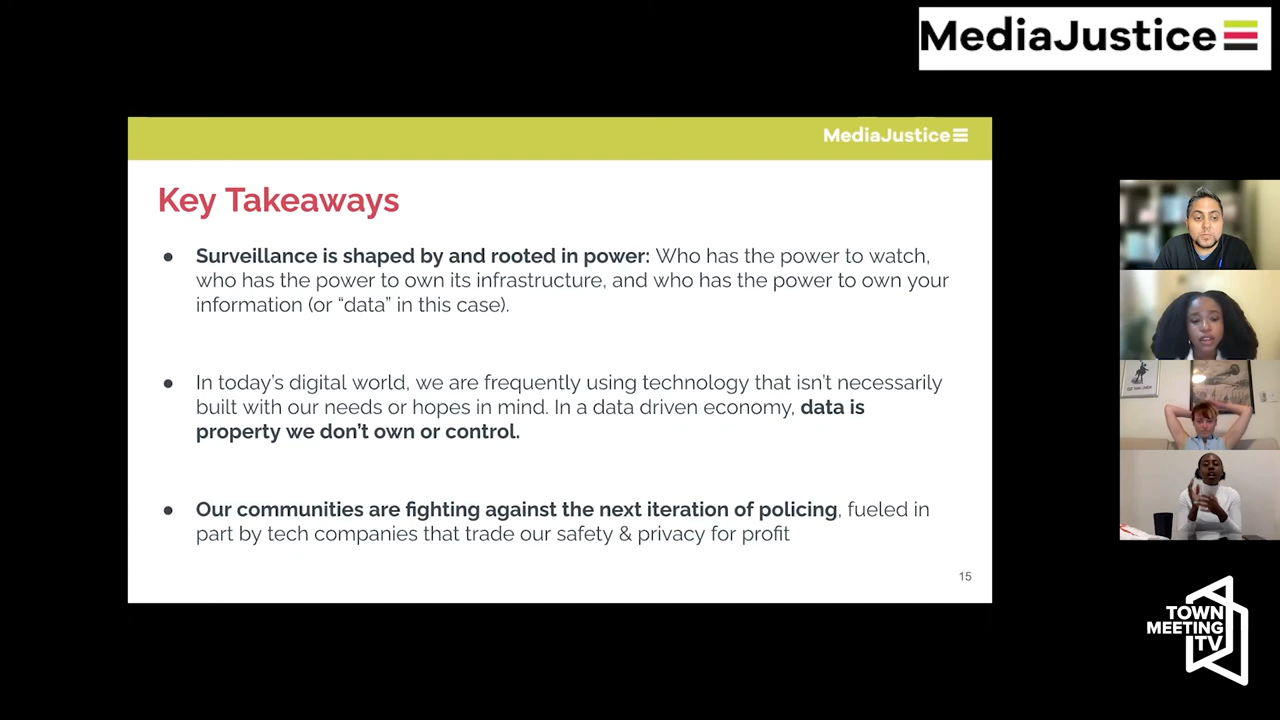 MediaJustice
MediaJustice
Key Takeaways
● Surveillance is shaped by and rooted in power: Who has the power to watch,
who has the power to own its infrastructure, and who has the power to own your
information (or “data” in this case).
● In today’s digital world, we are frequently using technology that isn’t necessarily
built with our needs or hopes in mind. In a data driven economy, data is
property we don’t own or control.
● Our communities are fighting against the next iteration of policing, fueled in
part by tech companies that trade our safety & privacy for profit
15
TOWN
MEETING
TV